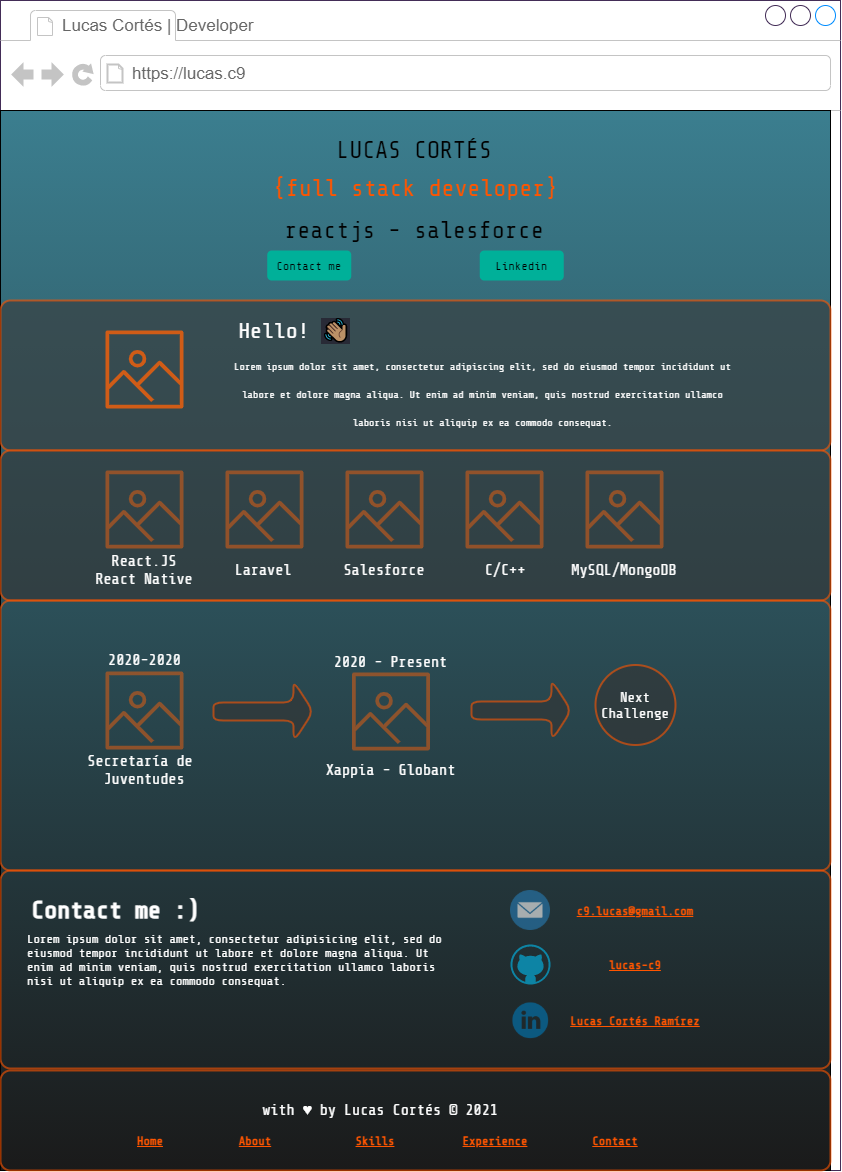 Lucas Cortés | Developer
https://lucas.c9
LUCAS CORTÉS
{full stack developer}
reactjs - salesforce
Contact me
Linkedin
Hello! 👋
Lorem ipsum dolor sit amet, consectetur adipiscing elit, sed do eiusmod tempor incididunt ut
labore et dolore magna aliqua. Ut enim ad minim veniam, quis nostrud exercitation ullamco
laboris nisi ut aliquip ex ea commodo consequat.
React.JS
React Native
Laravel
Salesforce
C/C++
MySQL/MongoDB
2020-2020
Secretaría de
Juventudes
2020 - Present
Xappia - Globant
Next
Challenge
Contact me :)
Lorem ipsum dolor sit amet, consectetur adipisicing elit, sed do
eiusmod tempor incididunt ut labore et dolore magna aliqua. Ut
enim ad minim veniam, quis nostrud exercitation ullamco laboris
nisi ut aliquip ex ea commodo consequat.
c9.lucas@gmail.com
lucas-c9
in
Lucas Cortés Ramírez
with ♥ by Lucas Cortés © 2021
Home
About
Skills
Experience
Contact